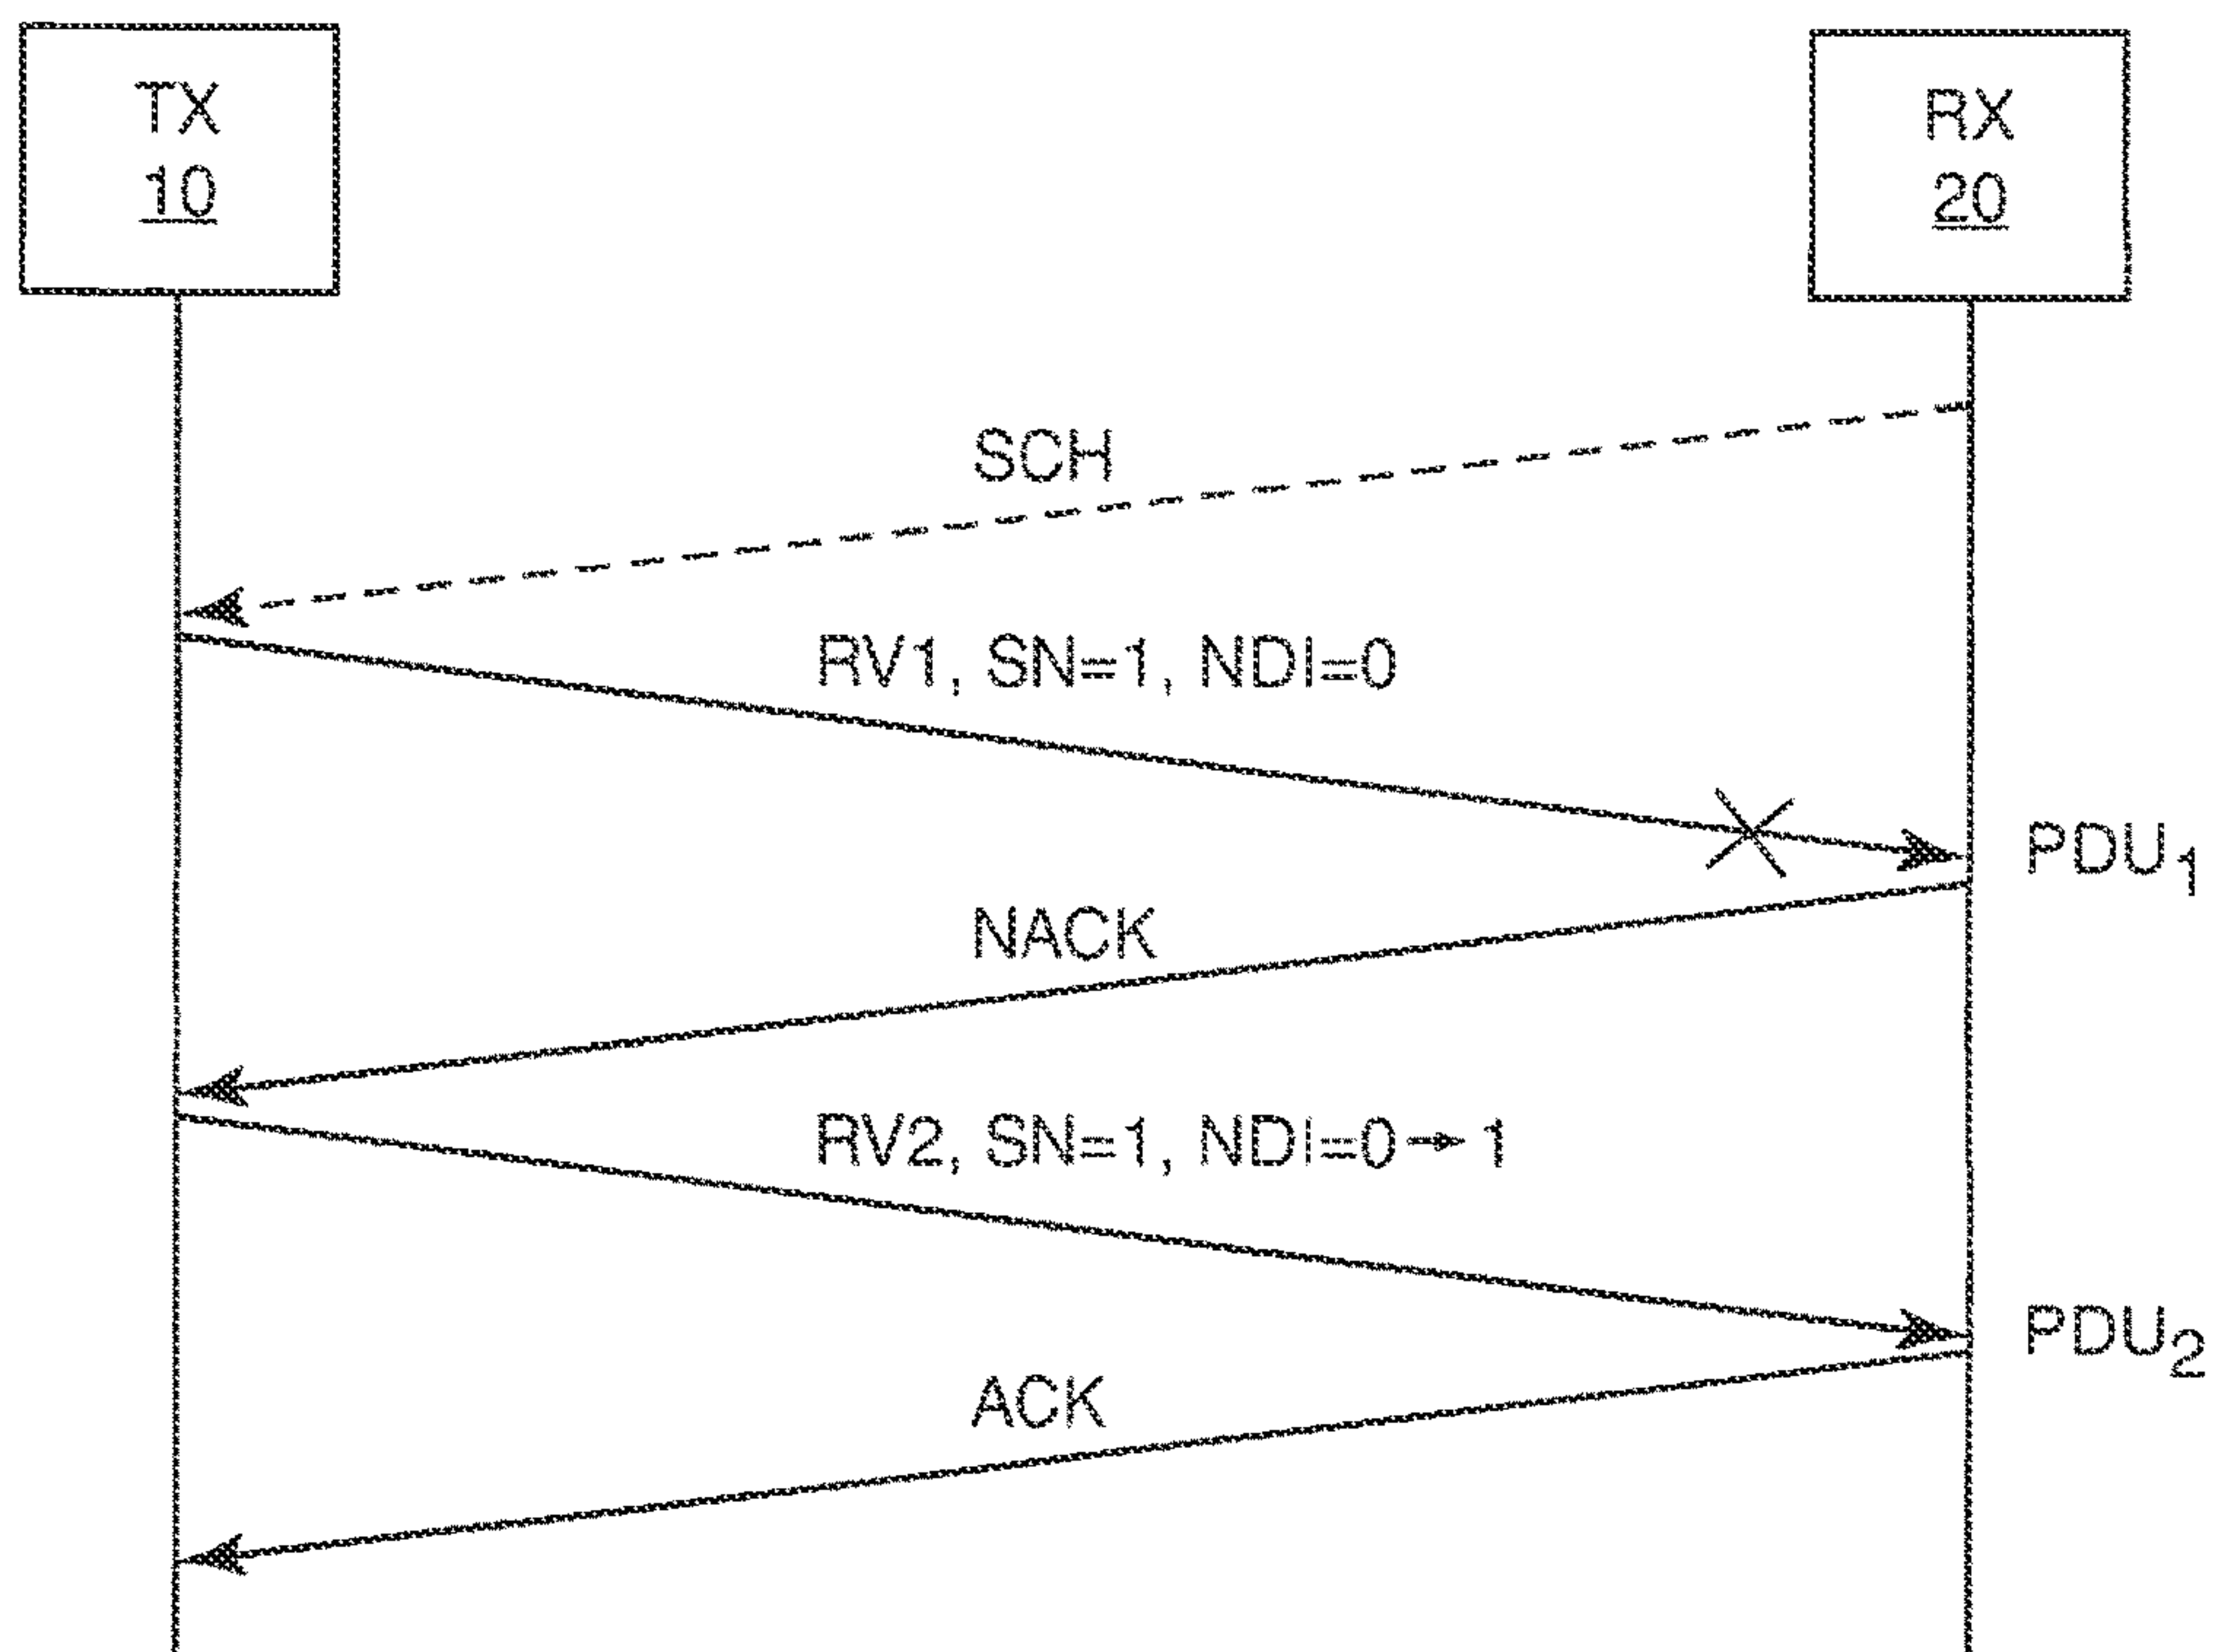 TX
10
RX
20
SCH
RV1, SN=1, NDI=0
PDU₁
NACK
RV2, SN=1, NDI=0→1
PDU₂
ACK